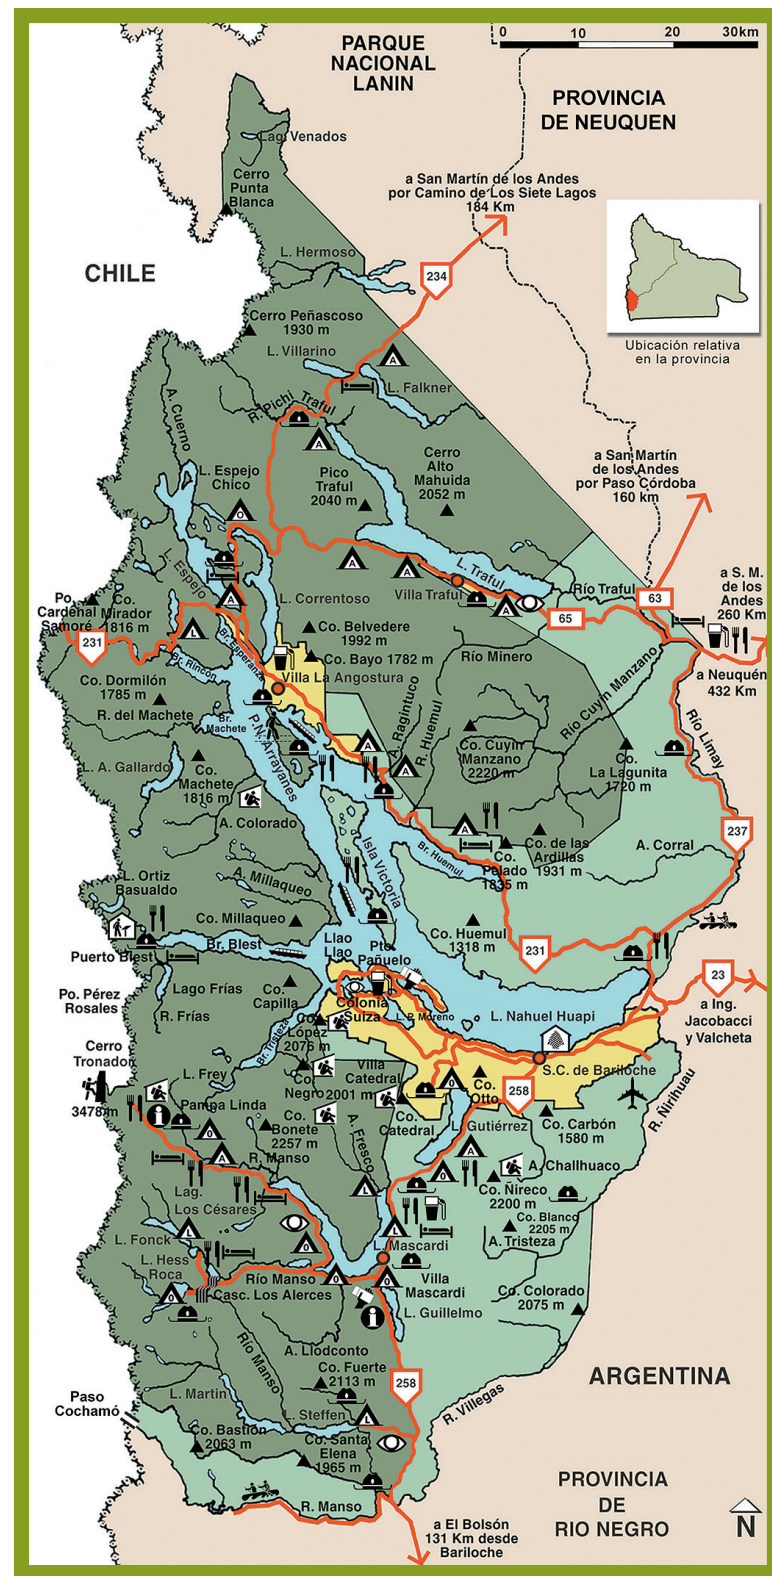 0 10 20 30km
PARQUE
NACIONAL
LANIN
PROVINCIA
DE NEUQUEN
Lag. Venados
Cerro
Punta
Blanca
a San Martín de los Andes
por Camino de Los Siete Lagos
184 Km
CHILE
L. Hermoso
234
Ubicación relativa
en la provincia
Cerro Peñascoso
1930 m
L. Villarino
A
L. Falkner
A. Cuerno
R. Pichi Traful
A
L. Espejo
Chico
Pico
Traful
2040 m
Cerro
Alto
Mahuida
2052 m
a San Martín
de los Andes
por Paso Córdoba
160 km
O
L. Espejo
A
A
L. Traful
Villa Traful
A
Río Traful
63
65
a S. M.
de los
Andes
260 Km
Po.
Cardenal
Samoré
Co.
Mirador
1816 m
231
L
L. Correntoso
Co. Belvedere
1992 m
Co. Bayo 1782 m
Villa La Angostura
Río Minero
a Neuquén
432 Km
Br. Rincon
Br. Esperanza
Co. Dormilón
1785 m
R. del Machete
Br.
Machete
P.N. Arrayanes
A. Ragintuco
R. Huemul
Río Cuyín Manzano
Río Limay
Co. Cuyín
Manzano
2220 m
Co.
La Lagunita
1720 m
L. A. Gallardo
Co.
Machete
1816 m
A
A
A. Colorado
Isla Victoria
A
Br. Huemul
Co.
Pelado
1835 m
Co. de las
Ardillas
1931 m
A. Corral
237
L. Ortiz
Basualdo
A. Millaqueo
Co. Millaqueo
Co. Huemul
1318 m
231
Puerto Blest
Br. Blest
Llao
Llao
Pto.
Pañuelo
23
a Ing.
Jacobacci
y Valcheta
Po. Pérez
Rosales
Lago Frías
R. Frías
Co.
Capilla
Colonia
Suiza
L. P. Moreno
L. Nahuel Huapi
S.C. de Bariloche
Cerro
Tronador
3478 m
Br. Tristeza
Co.
López
2076 m
L. Frey
Co.
Negro 2001 m
Villa
Catedral
Co.
Catedral
0
Co.
Otto
258
Co. Carbón
1580 m
R. Ñirihuau
Pampa Linda
0
A
Co.
Bonete
2257 m
R. Manso
A. Fresco
L. Gutiérrez
A
0
A. Challhuaco
Co. Ñireco
2200 m
Co. Blanco
2205 m
A. Tristeza
Lag.
Los Césares
L
L. Fonck
L
L. Hess
L. Roca
0
0
L
L. Mascardi
Río Manso
Casc. Los Alerces
0
0
Villa
Mascardi
L. Guillelmo
Co. Colorado
2075 m
Río Manso
A. Llodconto
Co. Fuerte
2113 m
258
ARGENTINA
R. Villegas
Paso
Cochamó
L. Martin
L. Steffen
L
Co. Bastión
2063 m
Co. Santa
Elena
1965 m
R. Manso
a El Bolsón
131 Km desde
Bariloche
PROVINCIA
DE
RIO NEGRO
N